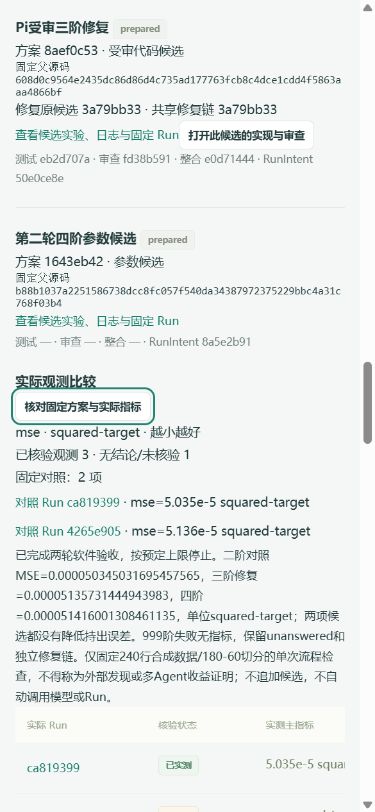 Pi受审三阶修复 prepared
方案 8aef0c53 · 受审代码候选
固定父源码
608d0c9564e2435dc86d86d4c735ad177763fcb8c4dce1cdd4f5863a
aa4866bf
修复原候选 3a79bb33 · 共享修复链 3a79bb33
查看候选实验、日志与固定 Run 打开此候选的实现与审查
测试 eb2d707a · 审查 fd38b591 · 整合 e0d71444 · RunIntent
50e0ce8e
第二轮四阶参数候选 prepared
方案 1643eb42 · 参数候选
固定父源码
b88b1037a2251586738dcc8fc057f540da34387972375229bbc4a31c
768f03b4
查看候选实验、日志与固定 Run
测试 — · 审查 — · 整合 — · RunIntent 8a5e2b91
实际观测比较
核对固定方案与实际指标
mse · squared-target · 越小越好
已核验观测 3 · 无结论/未核验 1
固定对照：2 项
对照 Run ca819399 · mse=5.035e-5 squared-target
对照 Run 4265e905 · mse=5.136e-5 squared-target
已完成两轮软件验收，按预定上限停止。二阶对照
MSE=0.000050345031695457565，三阶修复
=0.00005135731444943983，四阶
=0.000051416001308461135，单位squared-target；两项候
选都没有降低持出误差。999阶失败无指标，保留unanswered和
独立修复链。仅固定240行合成数据/180-60切分的单次流程检
查，不得称为外部发现或多Agent收益证明；不追加候选，不自
动调用模型或Run。
实际 Run 核验状态 实测主指标
ca819399 已实测 5.035e-5